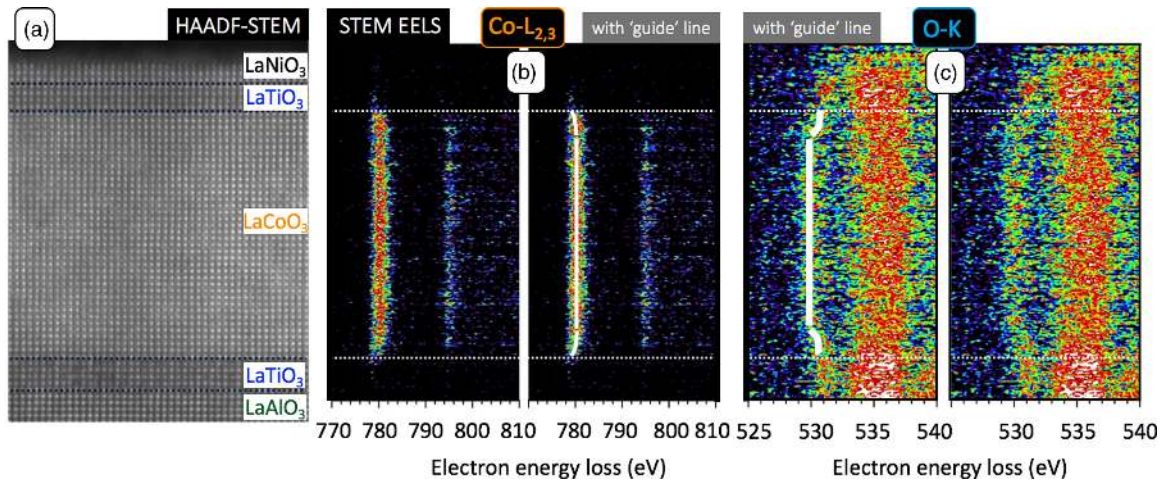 (a)
HAADF-STEM
LaNiO₃
LaTiO₃
LaCoO₃
LaTiO₃
LaAlO₃
STEM EELS
Co-L₂,₃
with ‘guide’ line
(b)
770 780 790 800 810 780 790 800 810
Electron energy loss (eV)
with ‘guide’ line
O-K
(c)
525 530 535 540 530 535 540
Electron energy loss (eV)